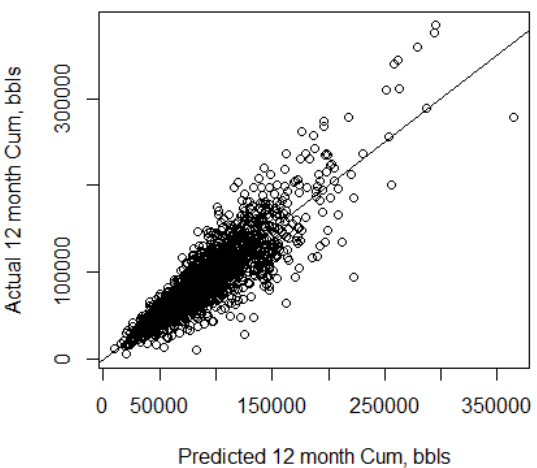 Actual 12 month Cum, bbls
300000
100000
0
0 50000 150000 250000 350000
Predicted 12 month Cum, bbls